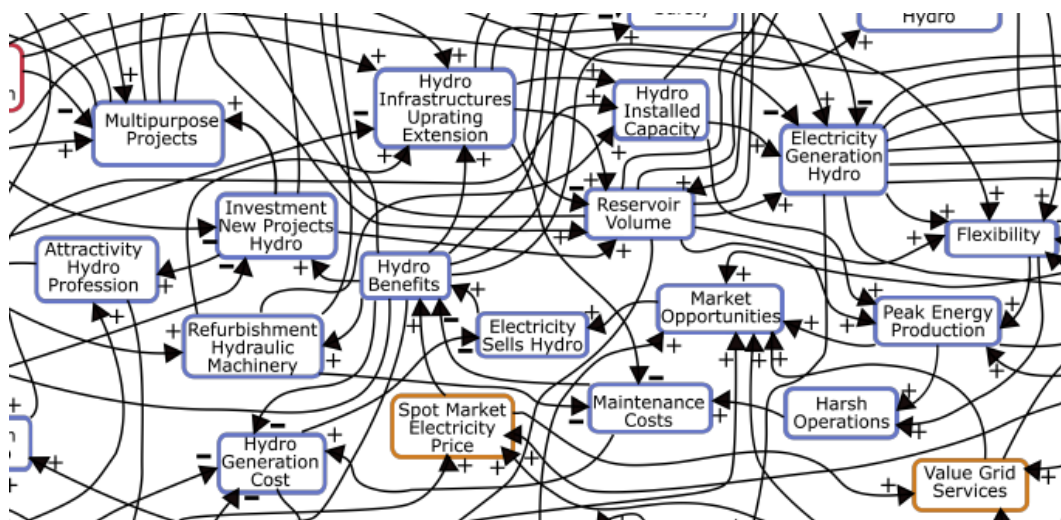 Safety
Hydro
n
Multipurpose
Projects
Hydro
Infrastructures
Uprating
Extension
Hydro
Installed
Capacity
Electricity
Generation
Hydro
Investment
New Projects
Hydro
Reservoir
Volume
Flexibility
Attractivity
Hydro
Profession
Hydro
Benefits
Market
Opportunities
Peak Energy
Production
Refurbishment
Hydraulic
Machinery
Electricity
Sells Hydro
Spot Market
Electricity
Price
Maintenance
Costs
Harsh
Operations
n
Hydro
Generation
Cost
Value Grid
Services